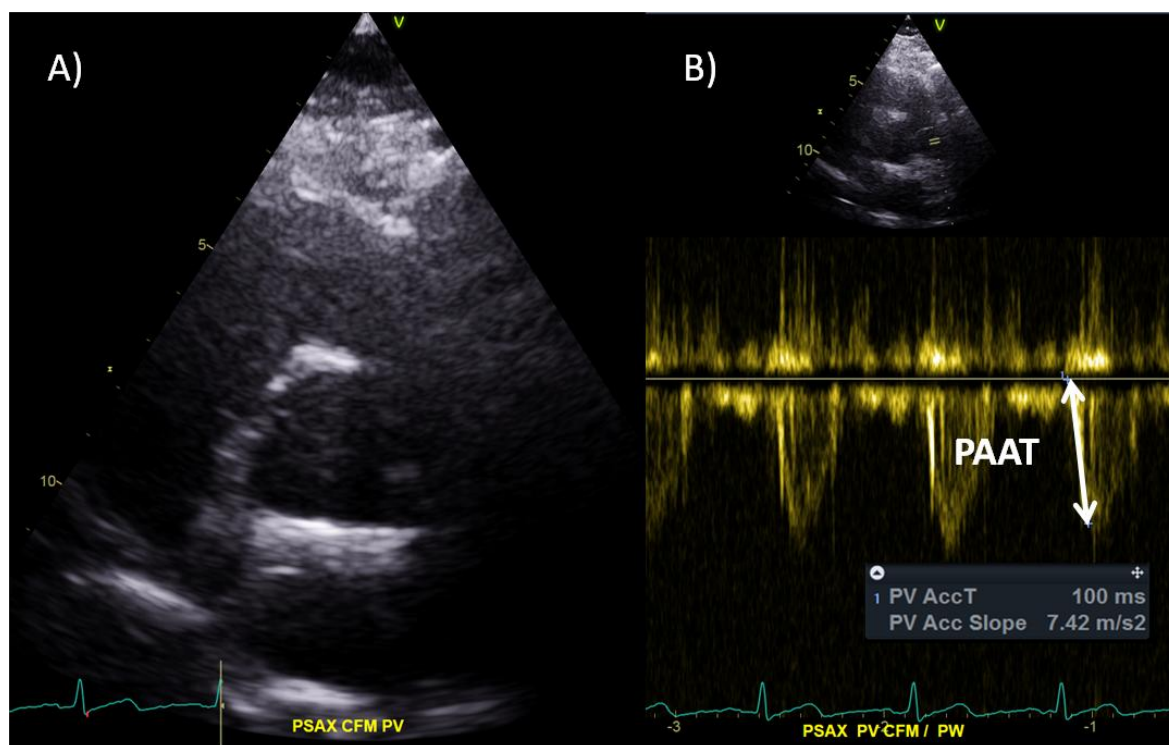 A)
V
5
10
PSAX CFM PV
B)
V
5
10
PAAT
1
1 PV AccT 100 ms
PV Acc Slope 7.42 m/s2
-3
-1
PSAX PV CFM / PW